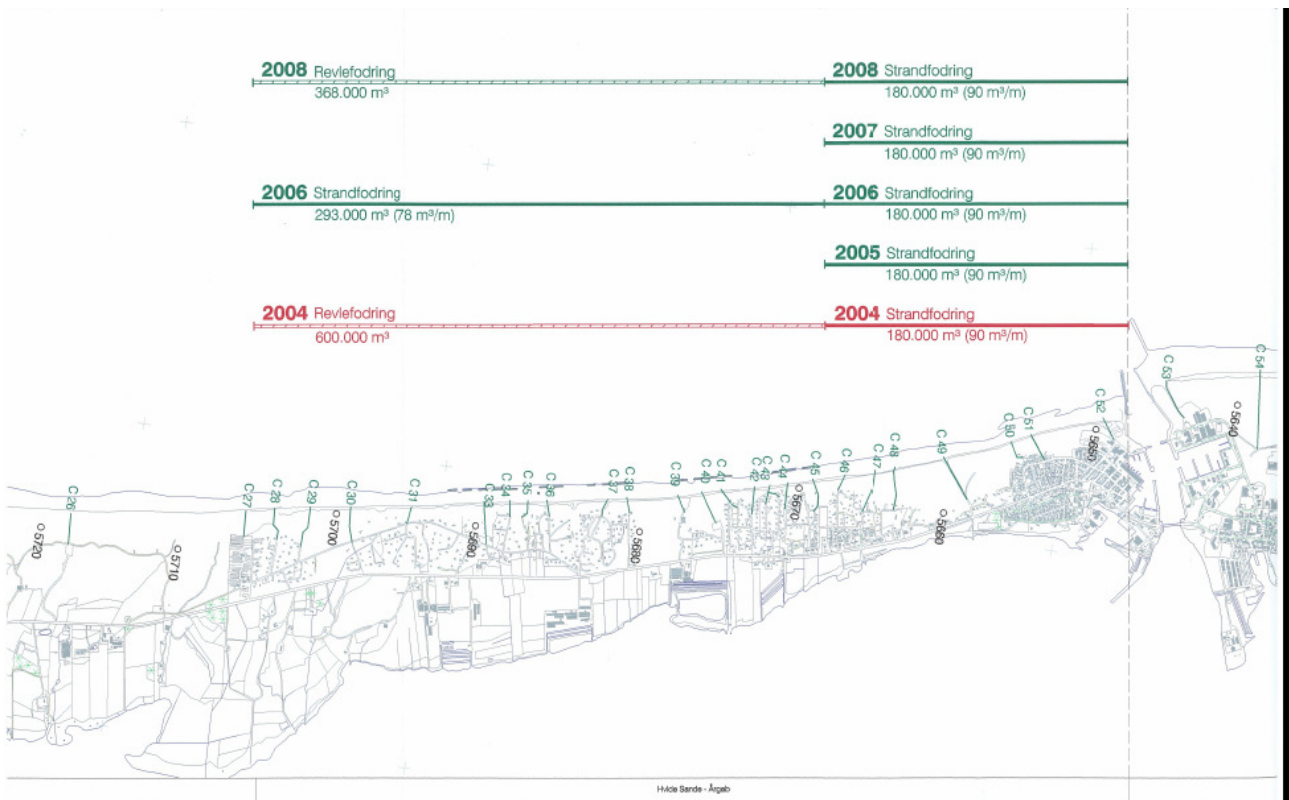 2008 Revlefodring
368.000 m³
2008 Strandfodring
180.000 m³ (90 m³/m)
2007 Strandfodring
180.000 m³ (90 m³/m)
2006 Strandfodring
293.000 m³ (78 m³/m)
2006 Strandfodring
180.000 m³ (90 m³/m)
2005 Strandfodring
180.000 m³ (90 m³/m)
2004 Revlefodring
600.000 m³
2004 Strandfodring
180.000 m³ (90 m³/m)
C 26
C 27
C 28
C 29
C 30
C 31
C 33
C 34
C 35
C 36
C 37
C 38
C 39
C 40
C 41
C 42
C 43
C 44
C 45
C 46
C 47
C 48
C 49
C 50
C 51
C 52
C 53
C 54
5720
5710
5700
5690
5680
5670
5660
5650
5640
Hvide Sande - Årgab